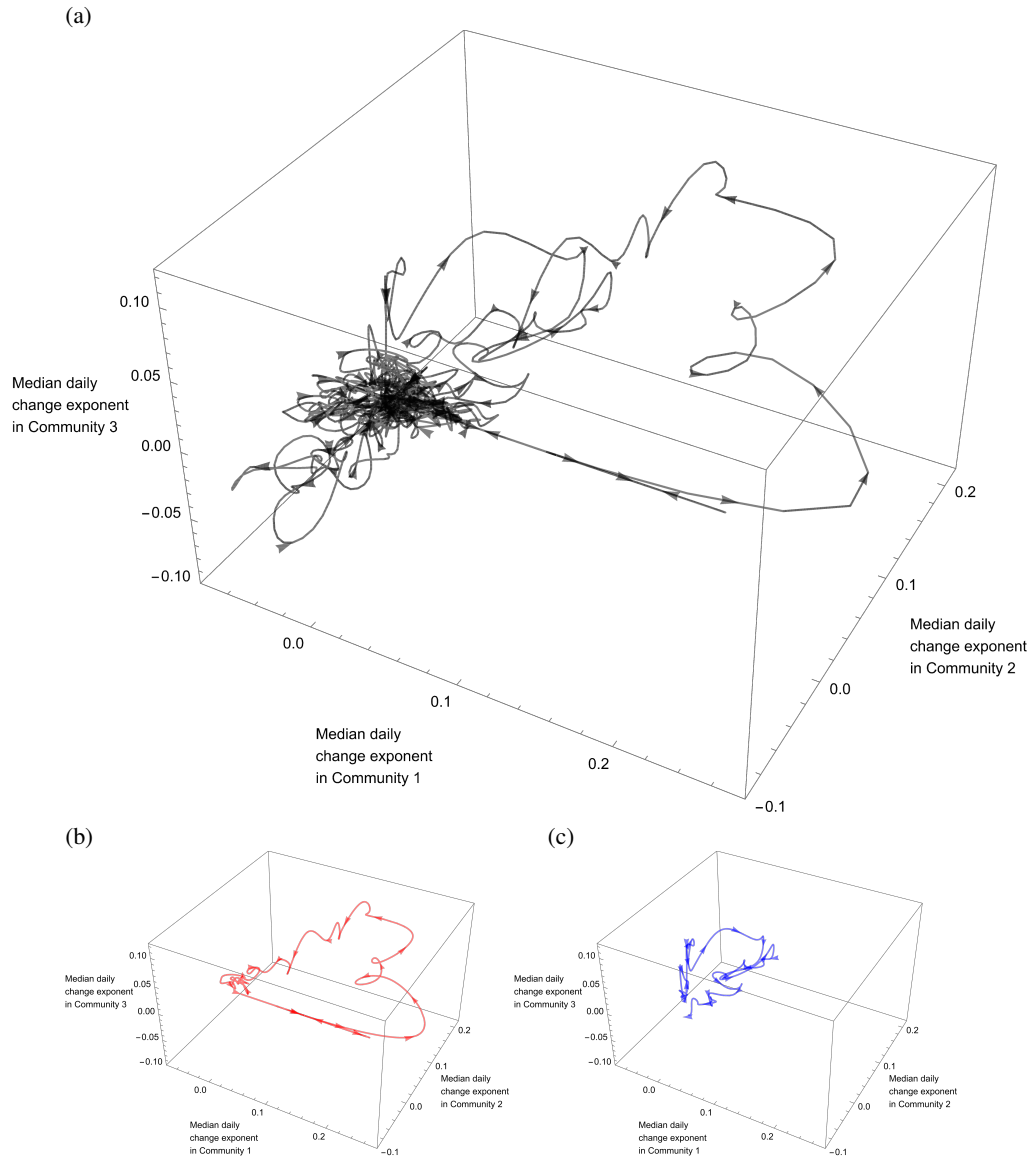 (a)
0.10
0.05
0.00
−0.05
−0.10
Median daily
change exponent
in Community 3
0.0
0.1
0.2
Median daily
change exponent
in Community 1
−0.1
0.0
0.1
0.2
Median daily
change exponent
in Community 2
(b)
0.10
0.05
0.00
−0.05
−0.10
Median daily
change exponent
in Community 3
0.0
0.1
0.2
Median daily
change exponent
in Community 1
−0.1
0.0
0.1
0.2
Median daily
change exponent
in Community 2
(c)
0.10
0.05
0.00
−0.05
−0.10
Median daily
change exponent
in Community 3
0.0
0.1
0.2
Median daily
change exponent
in Community 1
−0.1
0.0
0.1
0.2
Median daily
change exponent
in Community 2